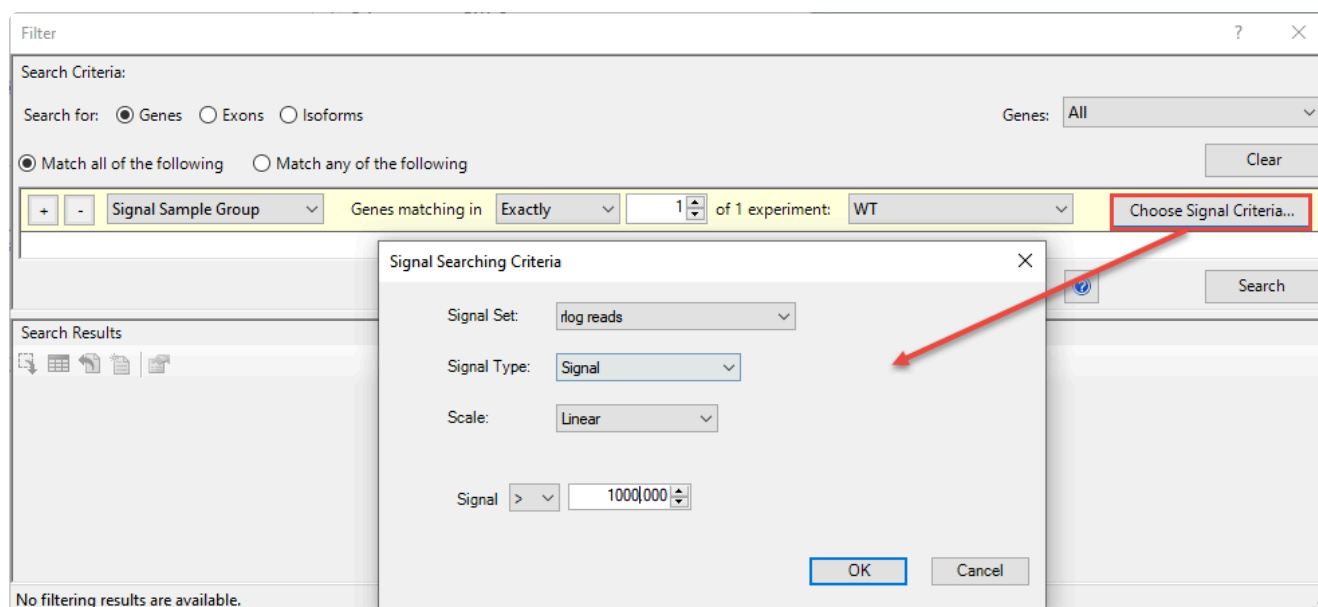 Filter
?
Search Criteria:
Search for: Genes Exons Isoforms Genes: All
Match all of the following Match any of the following Clear
+ - Signal Sample Group Genes matching in Exactly 1 of 1 experiment: WT Choose Signal Criteria...
Signal Searching Criteria
? Search
Signal Set: rlog reads
Search Results
Signal Type: Signal
Scale: Linear
Signal > 1000.000
OK Cancel
No filtering results are available.